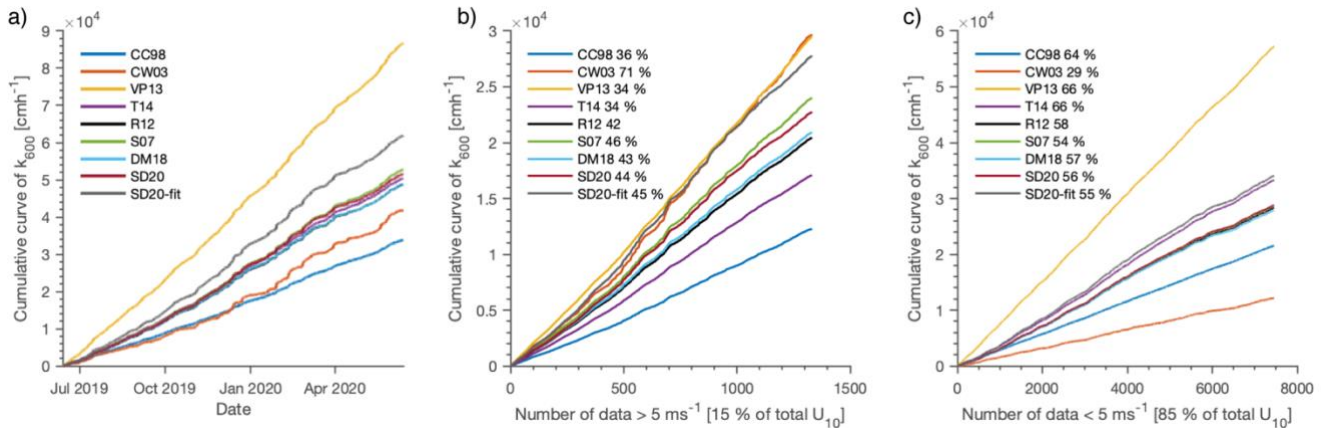 a)
×10⁴
9
8
7
6
5
4
3
2
1
0
Cumulative curve of k₆₀₀ [cmh⁻¹]
CC98
CW03
VP13
T14
R12
S07
DM18
SD20
SD20-fit
Jul 2019
Oct 2019
Jan 2020
Apr 2020
Date
b)
×10⁴
3
2.5
2
1.5
1
0.5
0
Cumulative curve of k₆₀₀ [cmh⁻¹]
CC98 36 %
CW03 71 %
VP13 34 %
T14 34 %
R12 42
S07 46 %
DM18 43 %
SD20 44 %
SD20-fit 45 %
0
500
1000
1500
Number of data > 5 ms⁻¹ [15 % of total U₁₀]
c)
×10⁴
6
5
4
3
2
1
0
Cumulative curve of k₆₀₀ [cmh⁻¹]
CC98 64 %
CW03 29 %
VP13 66 %
T14 66 %
R12 58
S07 54 %
DM18 57 %
SD20 56 %
SD20-fit 55 %
0
2000
4000
6000
8000
Number of data < 5 ms⁻¹ [85 % of total U₁₀]